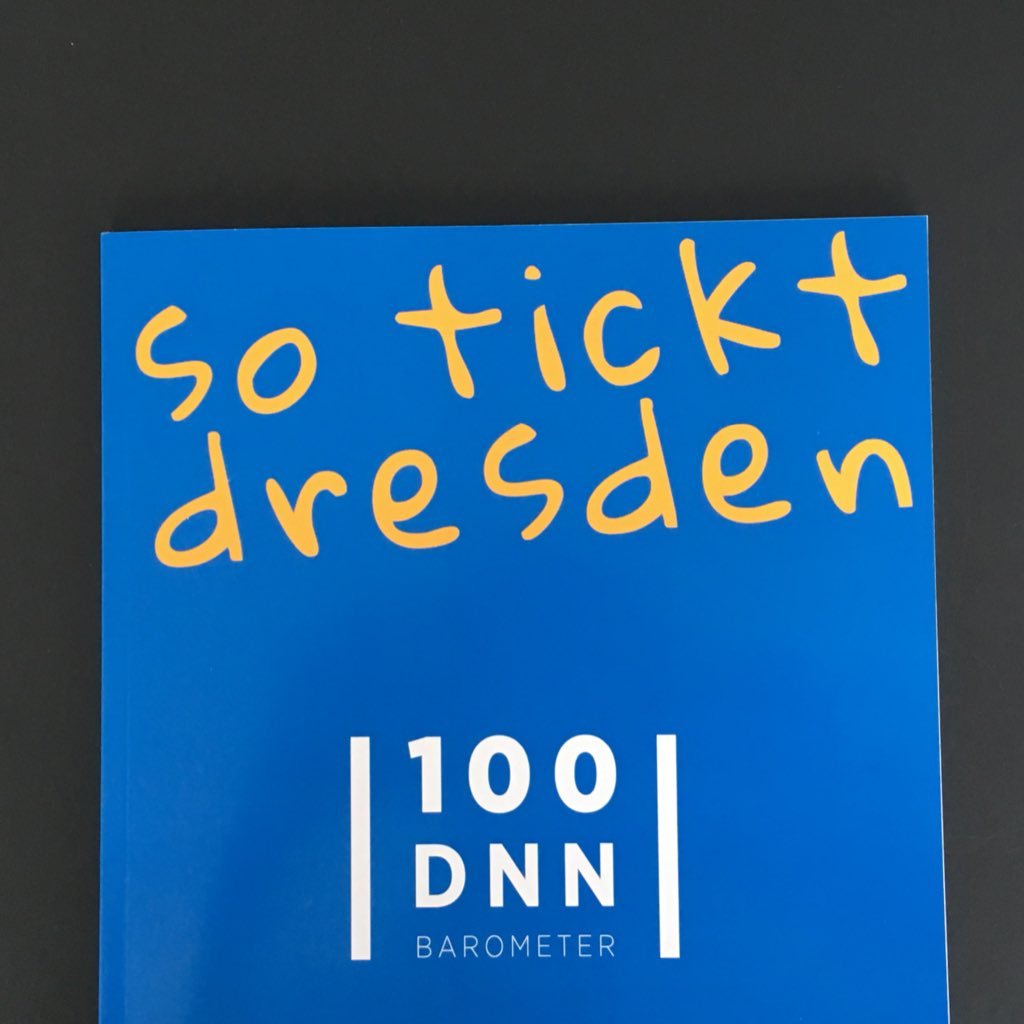 so tickt
dresden
100
DNN
BAROMETER